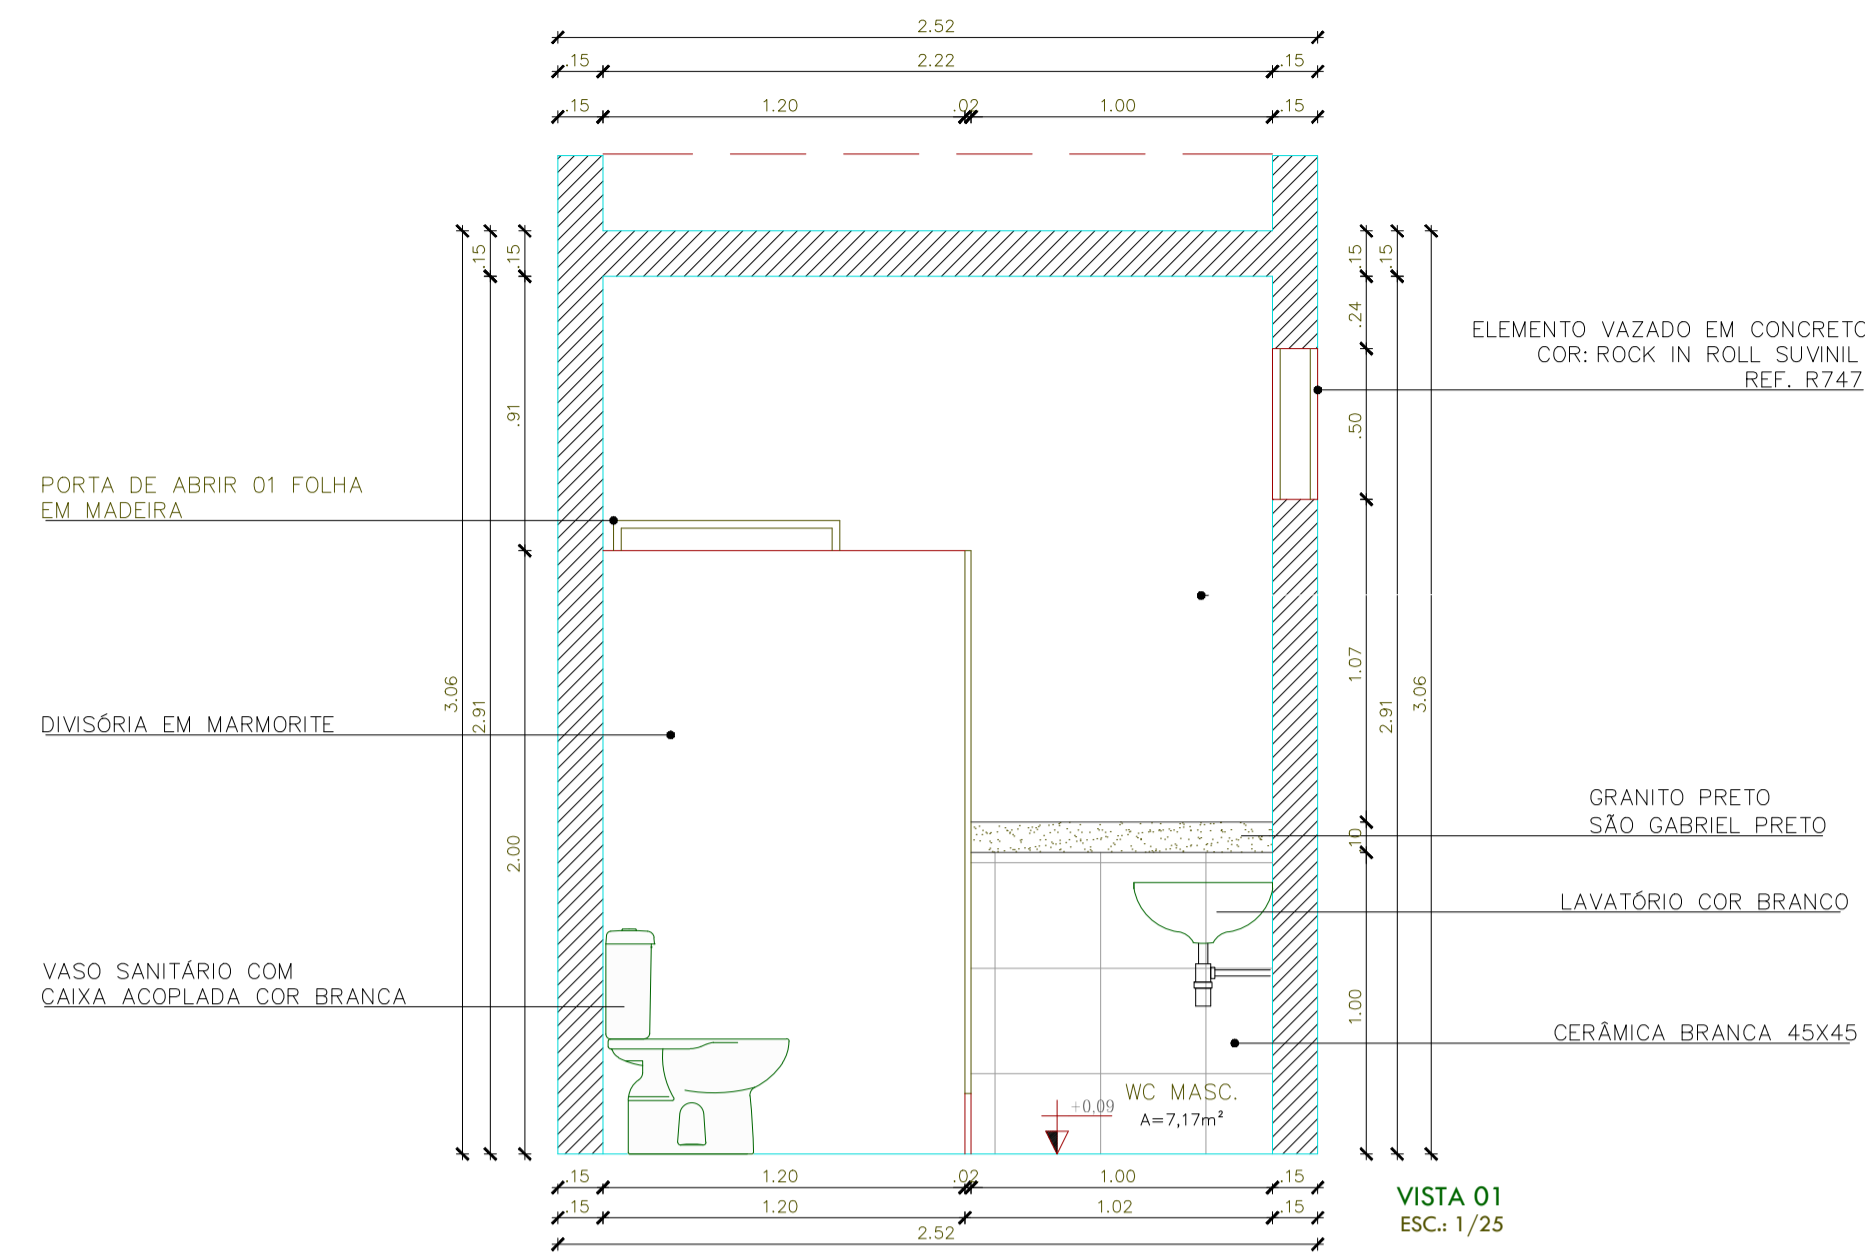 2.52
.15 2.22 .15
.15 1.20 .02 1.00 .15
.15
.15
.91
2.00
2.91
3.06
.15
.15
.24
.50
1.07
.10
1.00
2.91
3.06
ELEMENTO VAZADO EM CONCRETO
COR: ROCK IN ROLL SUVINIL
REF. R747
PORTA DE ABRIR 01 FOLHA
EM MADEIRA
DIVISÓRIA EM MARMORITE
GRANITO PRETO
SÃO GABRIEL PRETO
LAVATÓRIO COR BRANCO
VASO SANITÁRIO COM
CAIXA ACOPLADA COR BRANCA
CERÂMICA BRANCA 45X45
WC MASC.
+0,09
A=7,17m²
.15 1.20 .02 1.00 .15
.15 1.20 1.02 .15
2.52
VISTA 01
ESC.: 1/25